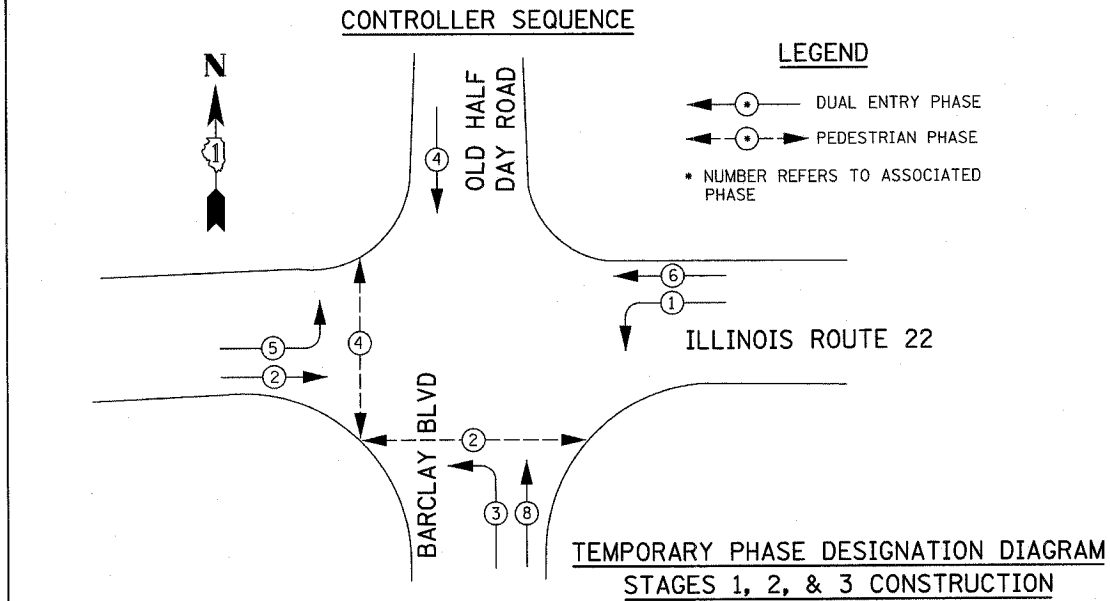 CONTROLLER SEQUENCE
N
1
OLD HALF
DAY ROAD
4
LEGEND
* DUAL ENTRY PHASE
* PEDESTRIAN PHASE
* NUMBER REFERS TO ASSOCIATED
PHASE
6
1
ILLINOIS ROUTE 22
5
4
2
BARCLAY BLVD
2
3
8
TEMPORARY PHASE DESIGNATION DIAGRAM
STAGES 1, 2, & 3 CONSTRUCTION